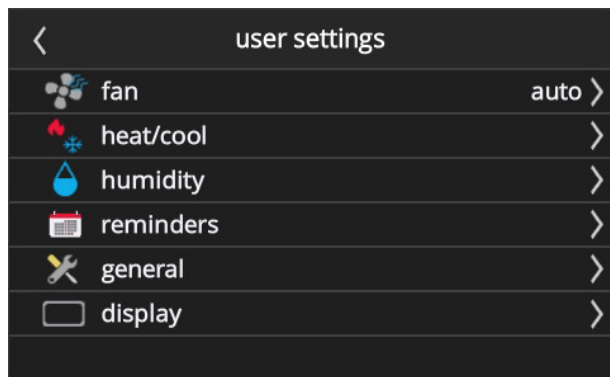 user settings
fan auto
heat/cool
humidity
reminders
general
display